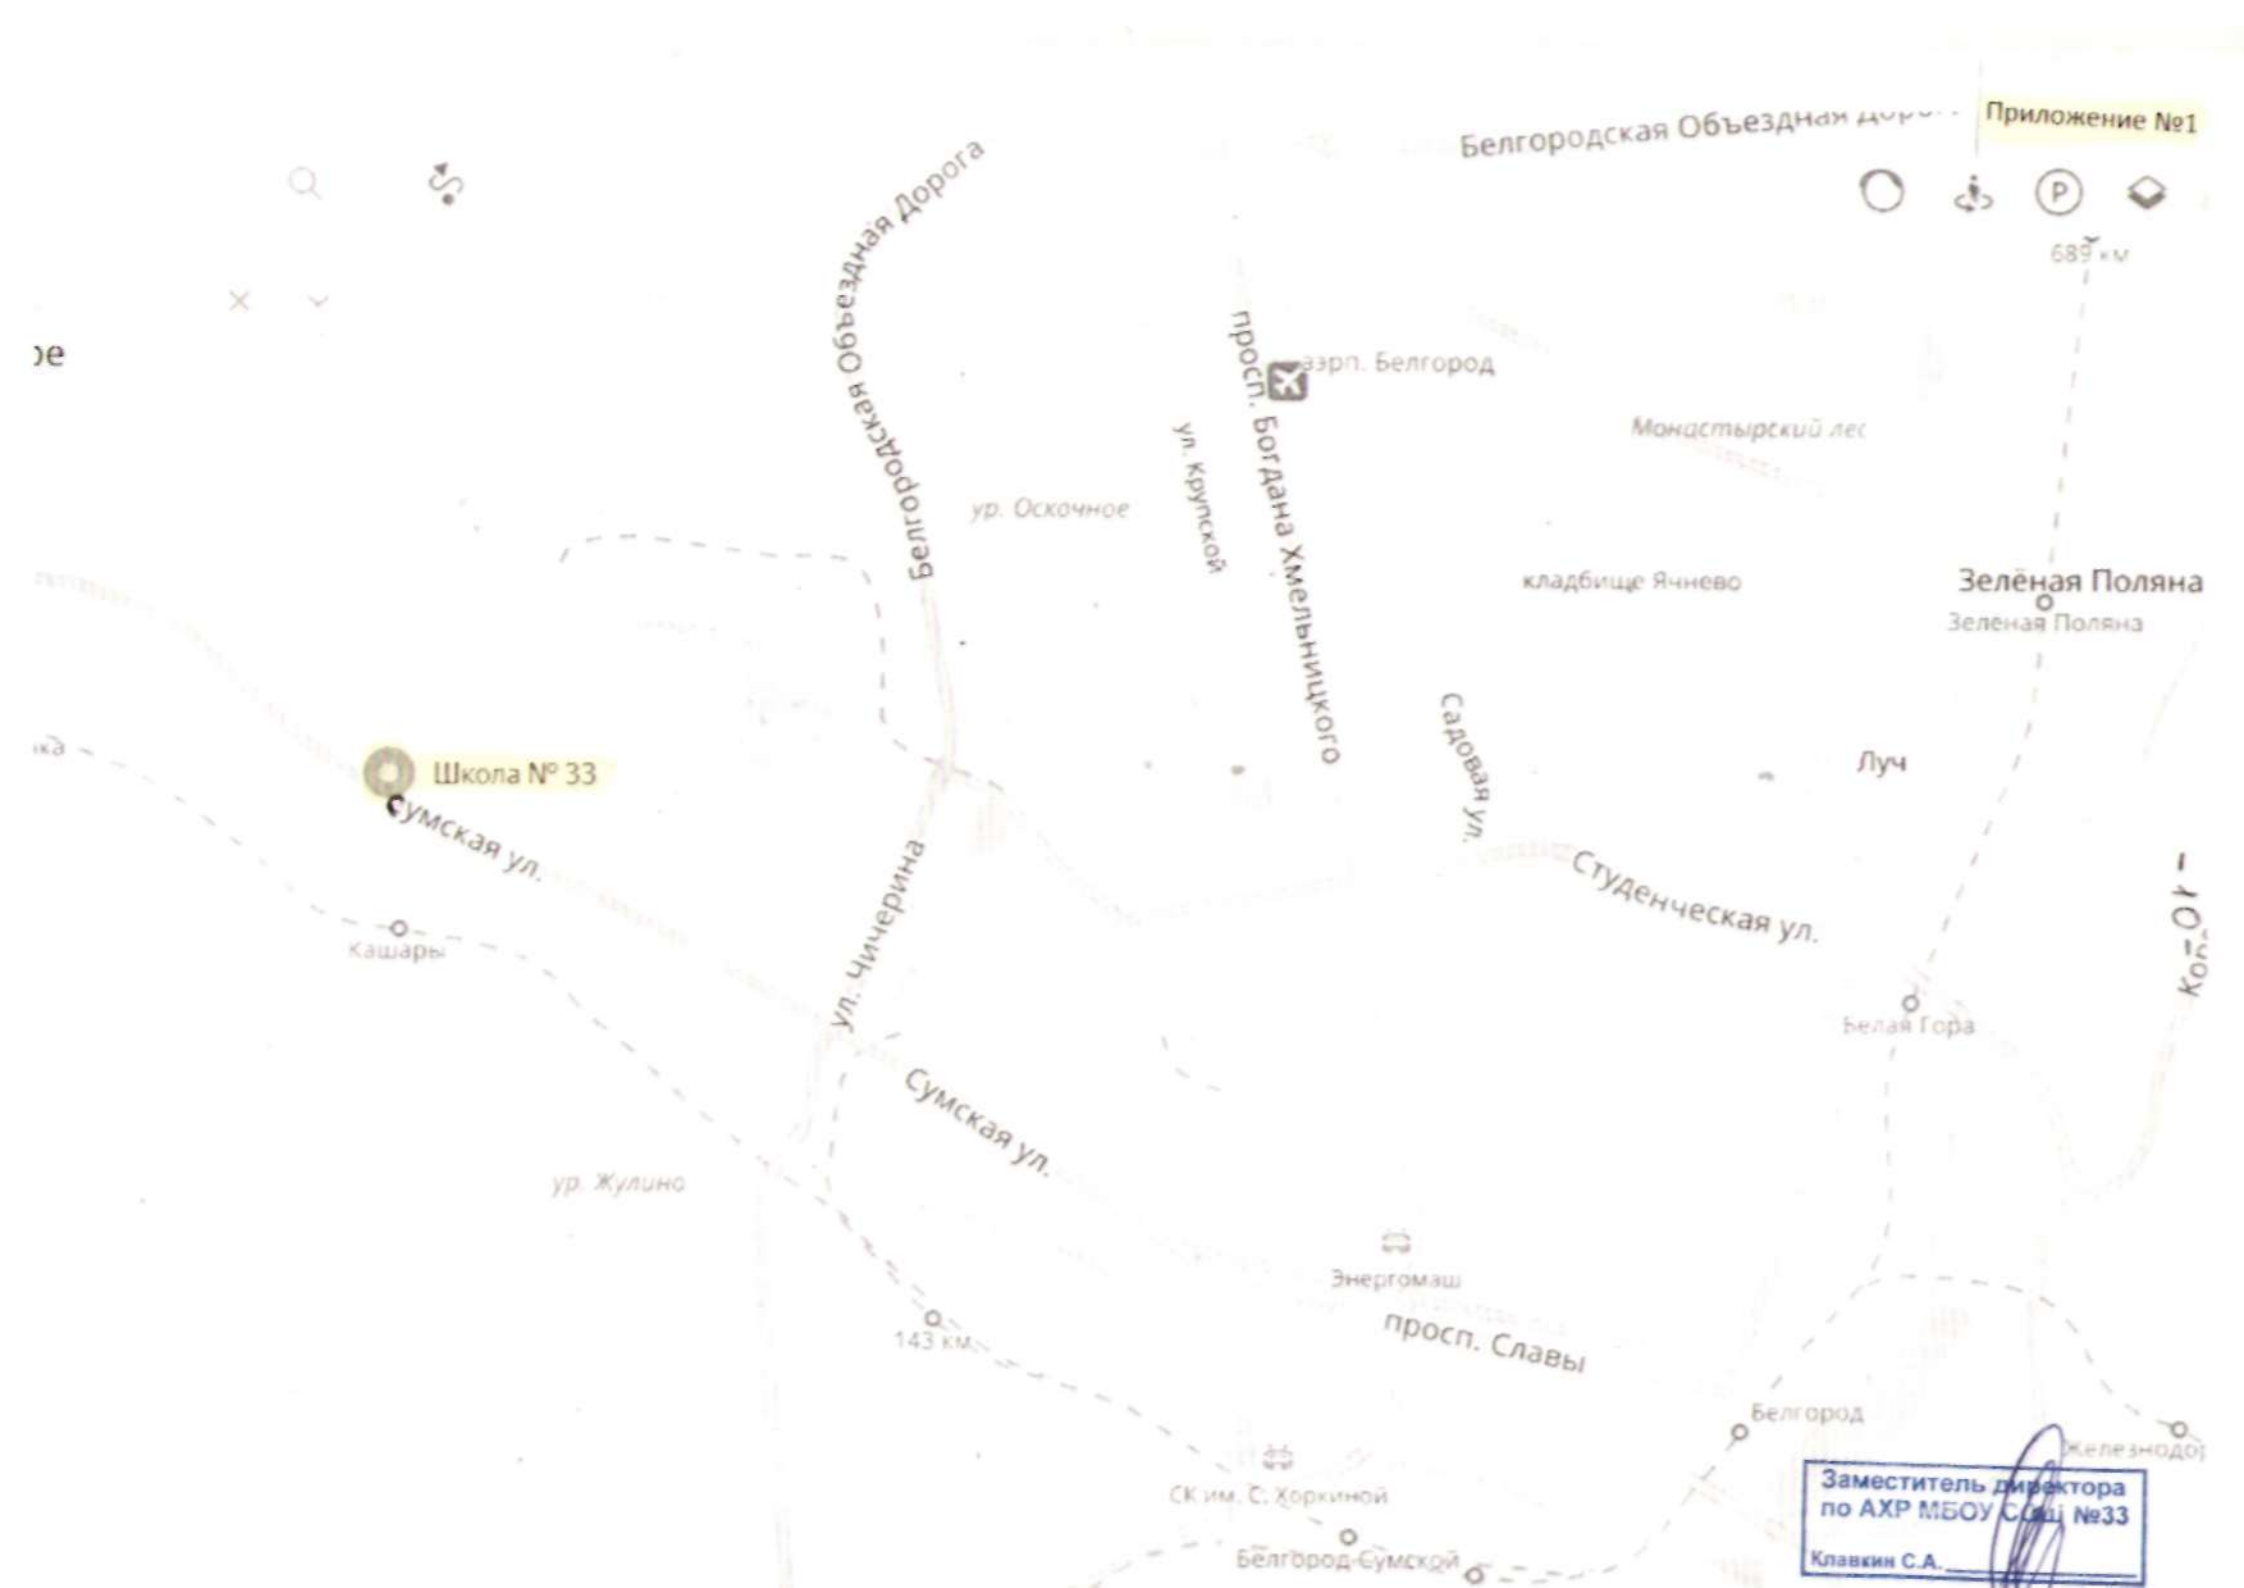 Приложение №1
Белгородская Объездная
Белгородская Объездная Дорога
P
689 км
просп. Богдана Хмельницкого
аэрп. Белгород
ул. Крупской
Монастырский лес
ур. Оскочное
кладбище Ячнево
Зелёная Поляна
Зеленая Поляна
Садовая ул.
Луч
Школа № 33
Сумская ул.
ул. Чичерина
Студенческая ул.
Кашары
Белая Гора
Сумская ул.
ур. Жулино
Энергомаш
просп. Славы
143 км
Белгород
СК им. С. Хоркиной
Белгород-Сумской
Заместитель директора
по АХР МБОУ СОШ №33
Клавкин С.А.